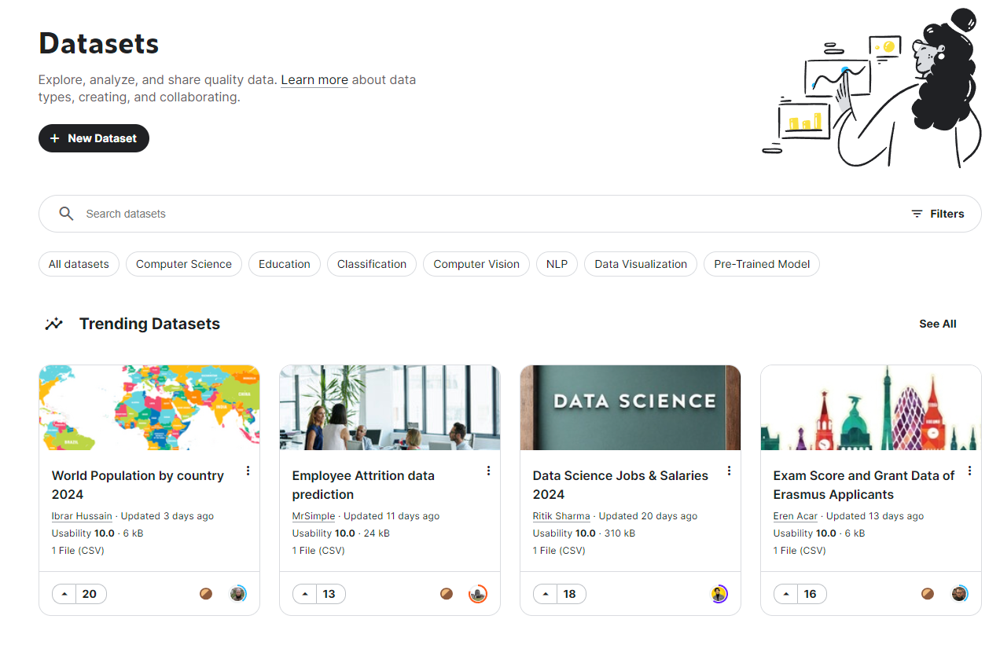 Datasets
Explore, analyze, and share quality data. Learn more about data
types, creating, and collaborating.
+ New Dataset
Search datasets
Filters
All datasets
Computer Science
Education
Classification
Computer Vision
NLP
Data Visualization
Pre-Trained Model
Trending Datasets
See All
BRAZIL
CHINA
World Population by country
2024
Ibrar Hussain · Updated 3 days ago
Usability 10.0 · 6 kB
1 File (CSV)
20
Employee Attrition data
prediction
MrSimple · Updated 11 days ago
Usability 10.0 · 24 kB
1 File (CSV)
13
DATA SCIENCE
Data Science Jobs & Salaries
2024
Ritik Sharma · Updated 20 days ago
Usability 10.0 · 310 kB
1 File (CSV)
18
Exam Score and Grant Data of
Erasmus Applicants
Eren Acar · Updated 13 days ago
Usability 10.0 · 6 kB
1 File (CSV)
16